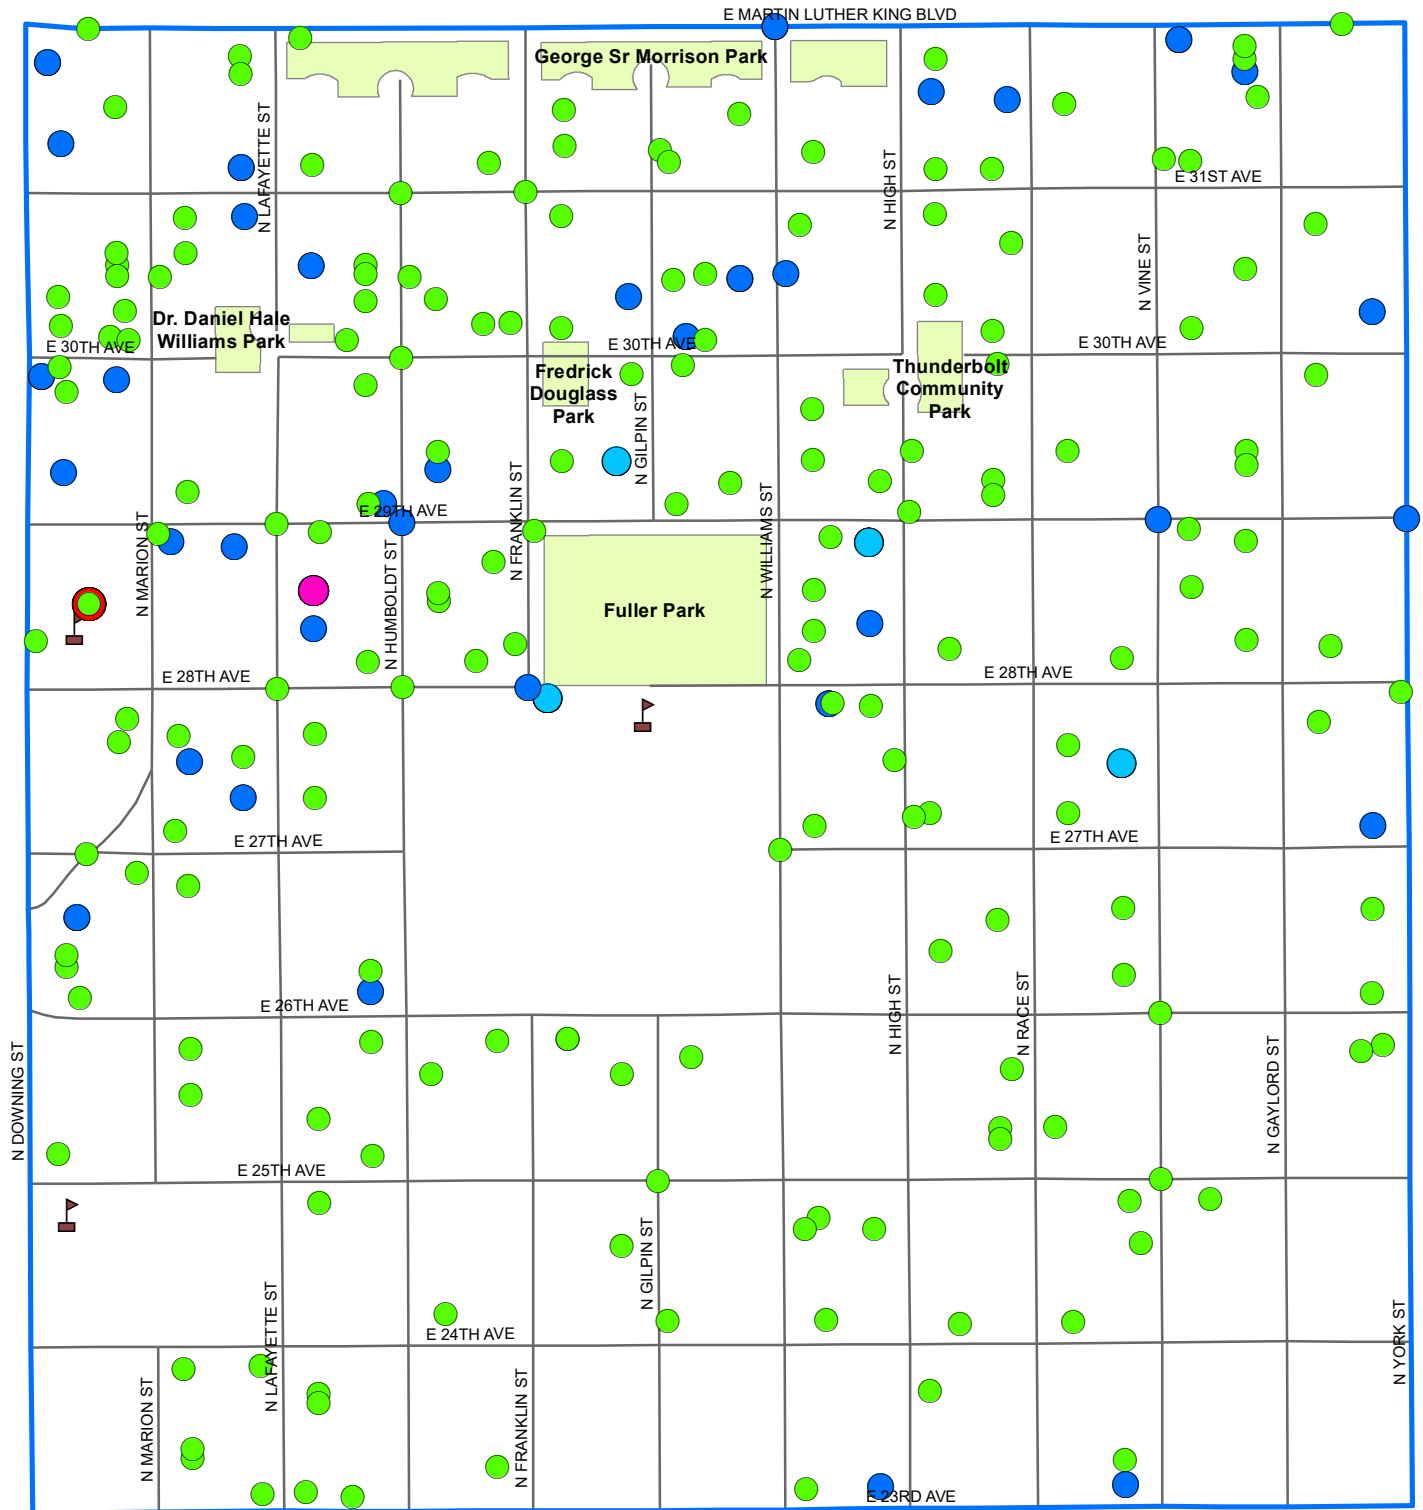 E MARTIN LUTHER KING BLVD
George Sr Morrison Park
N LAFAYETTE ST
N HIGH ST
E 31ST AVE
N VINE ST
Dr. Daniel Hale
Williams Park
E 30TH AVE
E 30TH AVE
E 30TH AVE
Fredrick
Douglass
Park
Thunderbolt
Community
Park
N GILPIN ST
N FRANKLIN ST
N WILLIAMS ST
E 29TH AVE
N MARION ST
N HUMBOLDT ST
Fuller Park
E 28TH AVE
E 28TH AVE
E 27TH AVE
E 27TH AVE
N HIGH ST
N RACE ST
E 26TH AVE
N DOWNING ST
N GAYLORD ST
E 25TH AVE
N GILPIN ST
N LAFAYETTE ST
E 24TH AVE
N YORK ST
N MARION ST
N FRANKLIN ST
E 23RD AVE